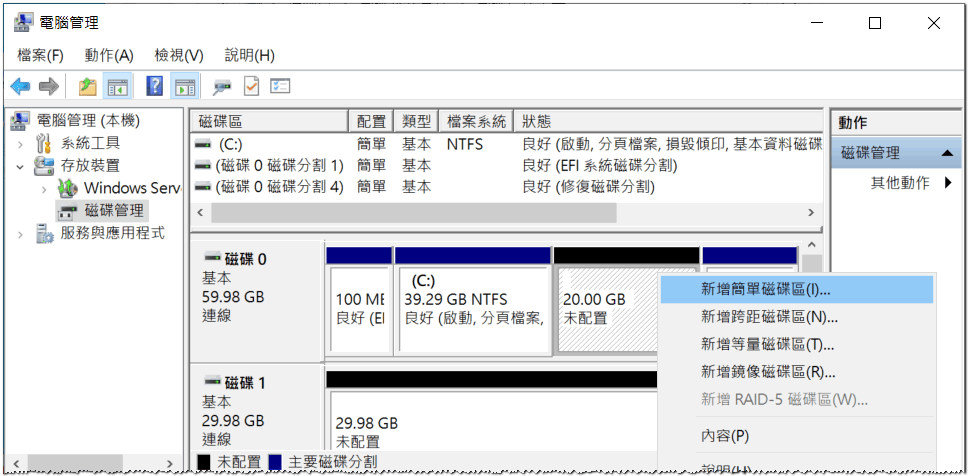 電腦管理
檔案(F) 動作(A) 檢視(V) 說明(H)
電腦管理 (本機)
系統工具
存放裝置
Windows Serv
磁碟管理
服務與應用程式
磁碟區 配置 類型 檔案系統 狀態
(C:) 簡單 基本 NTFS 良好 (啟動, 分頁檔案, 損毀傾印, 基本資料磁碟
(磁碟 0 磁碟分割 1) 簡單 基本 良好 (EFI 系統磁碟分割)
(磁碟 0 磁碟分割 4) 簡單 基本 良好 (修復磁碟分割)
動作
磁碟管理
其他動作
磁碟 0
基本
59.98 GB
連線
100 ME
良好 (EI
(C:)
39.29 GB NTFS
良好 (啟動, 分頁檔案,
20.00 GB
未配置
磁碟 1
基本
29.98 GB
連線
29.98 GB
未配置
未配置 主要磁碟分割
新增簡單磁碟區(I)...
新增跨距磁碟區(N)...
新增等量磁碟區(T)...
新增鏡像磁碟區(R)...
新增 RAID-5 磁碟區(W)...
內容(P)
說明(H)